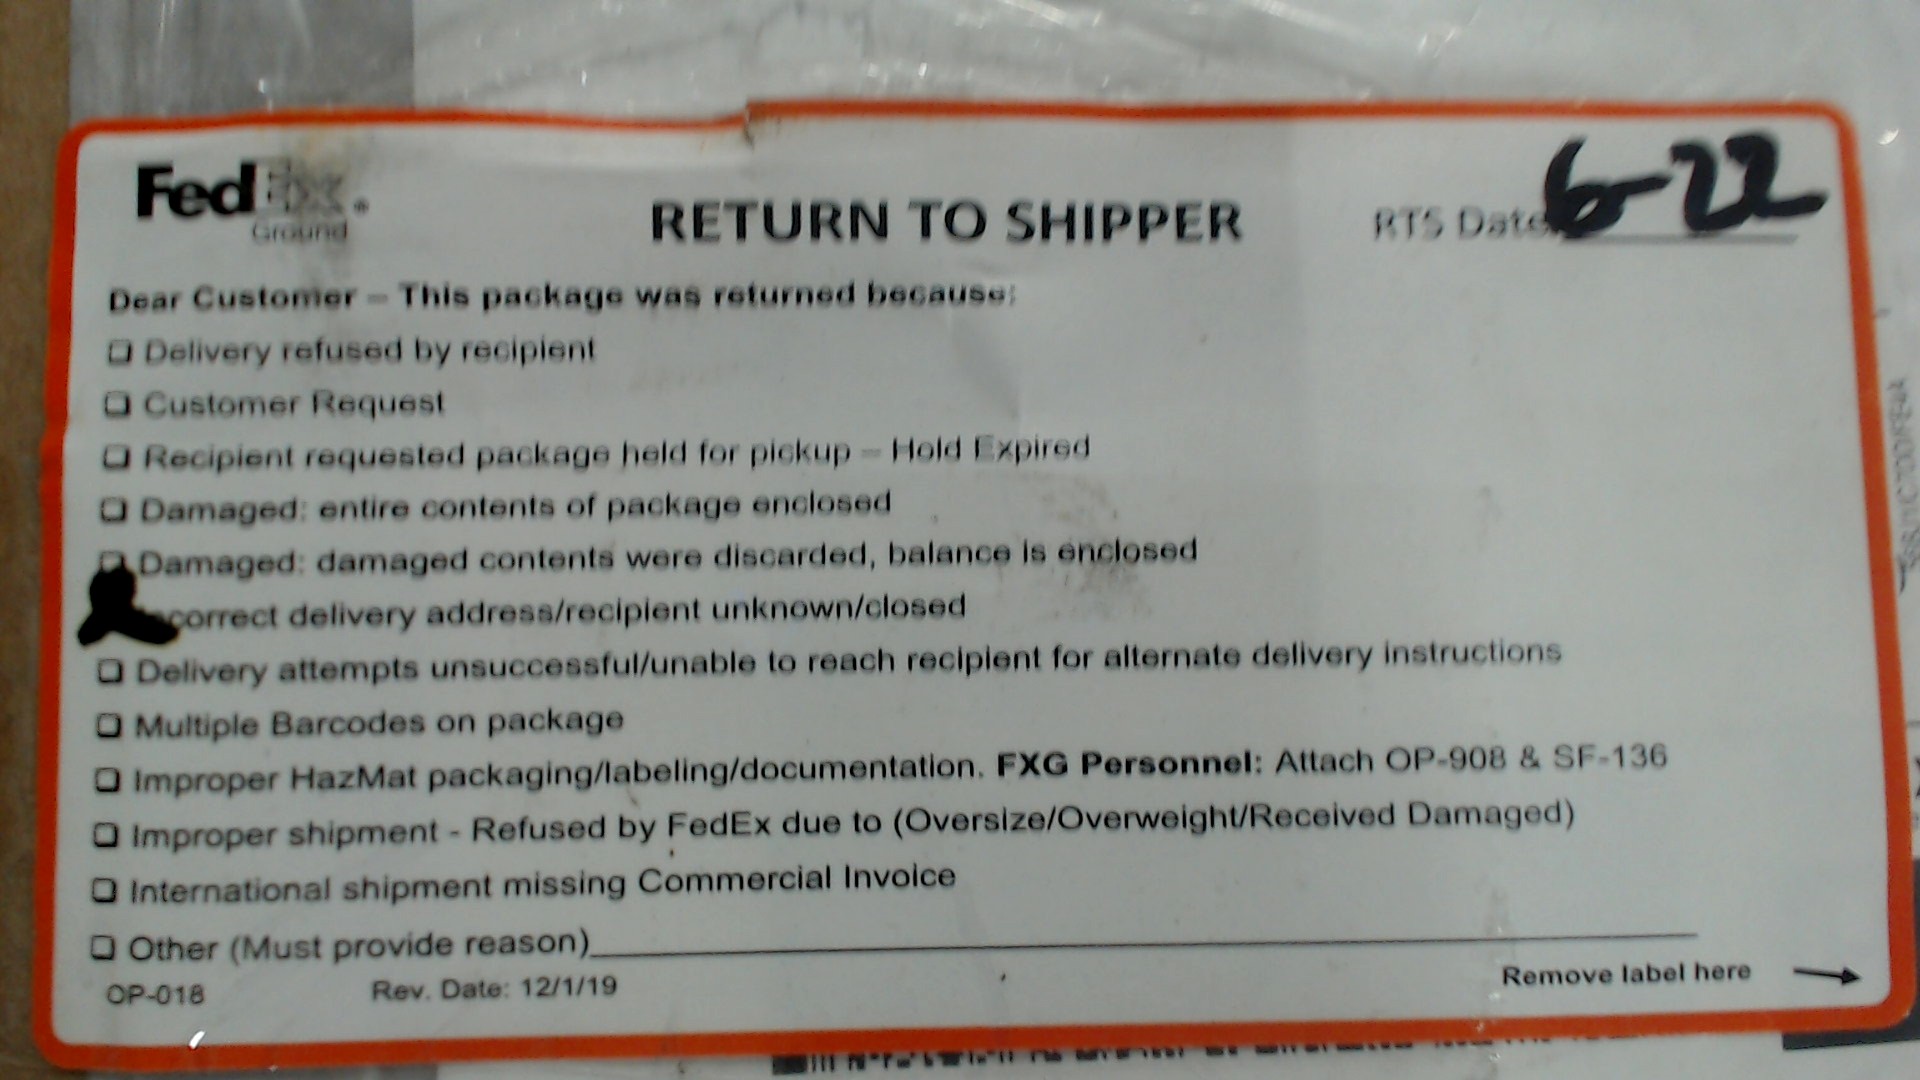 FedEx®
Ground
RETURN TO SHIPPER
RTS Date 6-22
Dear Customer – This package was returned because:
❏ Delivery refused by recipient
❏ Customer Request
❏ Recipient requested package held for pickup – Hold Expired
❏ Damaged: entire contents of package enclosed
❏ Damaged: damaged contents were discarded, balance is enclosed
correct delivery address/recipient unknown/closed
❏ Delivery attempts unsuccessful/unable to reach recipient for alternate delivery instructions
❏ Multiple Barcodes on package
❏ Improper HazMat packaging/labeling/documentation. FXG Personnel: Attach OP-908 & SF-136
❏ Improper shipment - Refused by FedEx due to (Oversize/Overweight/Received Damaged)
❏ International shipment missing Commercial Invoice
❏ Other (Must provide reason)
Remove label here
OP-018 Rev. Date: 12/1/19